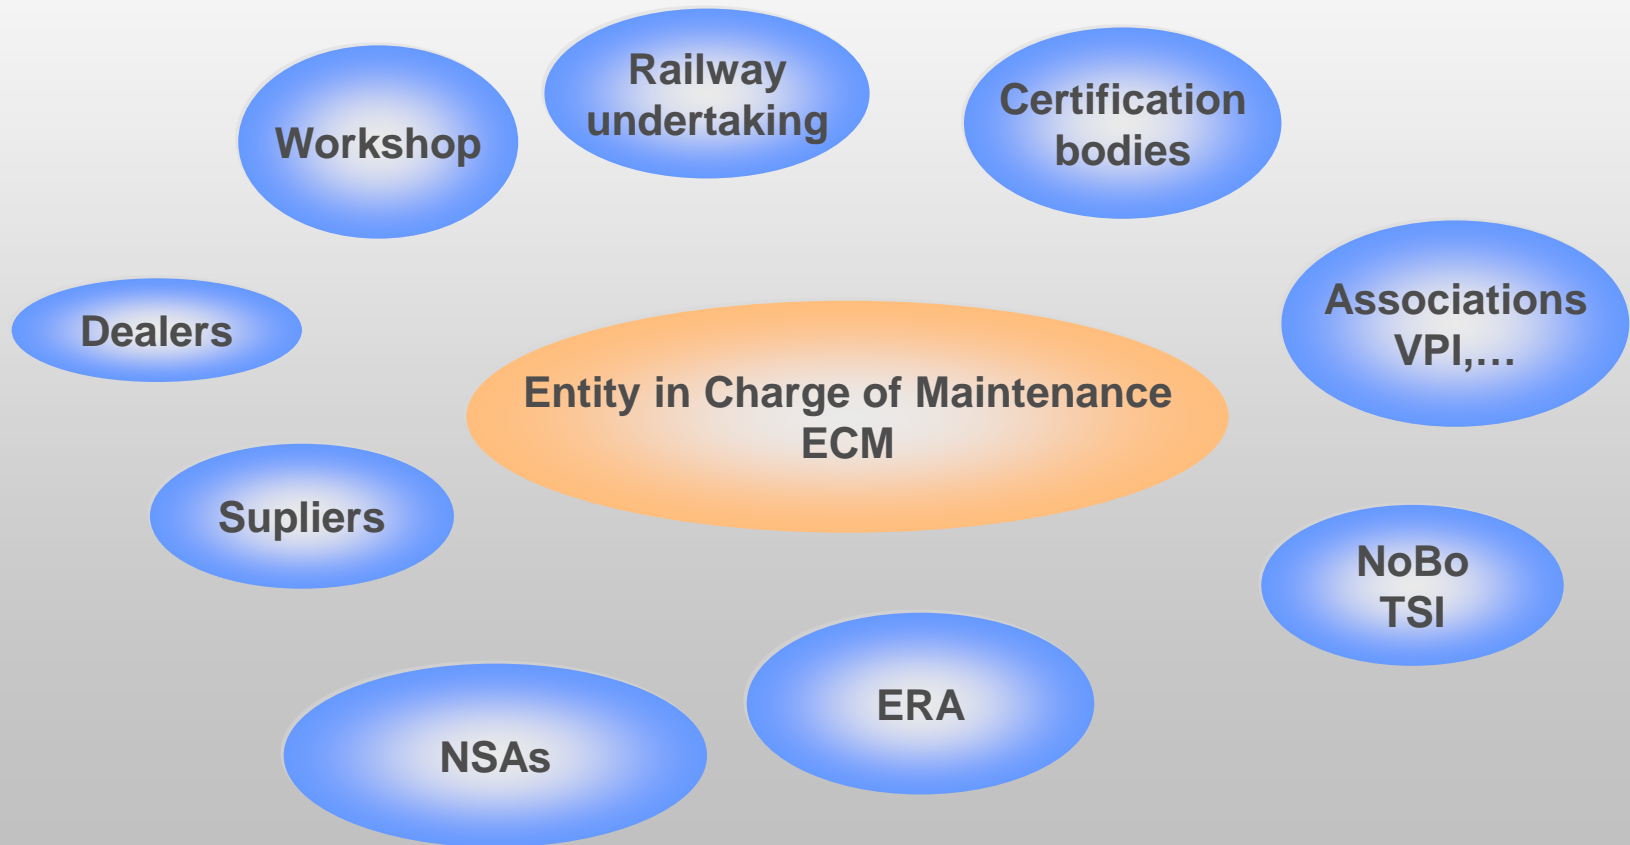 Railway
undertaking
Certification
bodies
Workshop
Associations
VPI,...
Dealers
Entity in Charge of Maintenance
ECM
Supliers
NoBo
TSI
ERA
NSAs